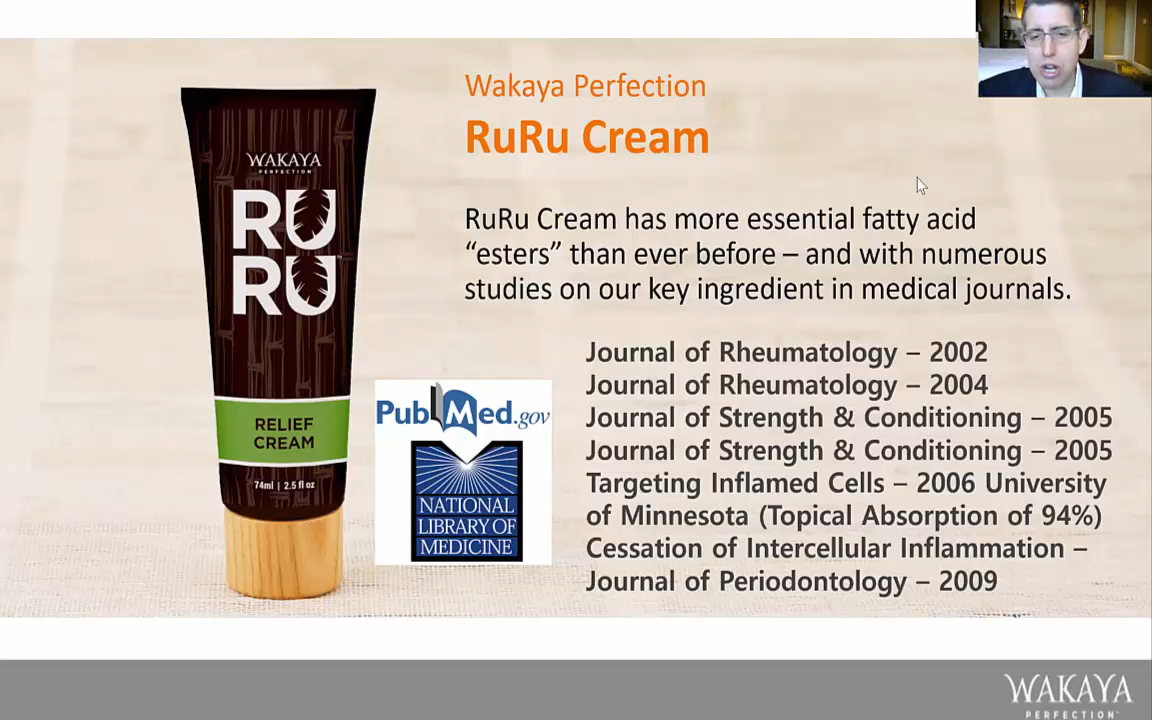 Wakaya Perfection
RuRu Cream
RuRu Cream has more essential fatty acid
“esters” than ever before – and with numerous
studies on our key ingredient in medical journals.
WAKAYA
PERFECTION
RU
RU
RELIEF
CREAM
74ml | 2.5 fl oz
PubMed.gov
NATIONAL
LIBRARY OF
MEDICINE
Journal of Rheumatology – 2002
Journal of Rheumatology – 2004
Journal of Strength & Conditioning – 2005
Journal of Strength & Conditioning – 2005
Targeting Inflamed Cells – 2006 University
of Minnesota (Topical Absorption of 94%)
Cessation of Intercellular Inflammation –
Journal of Periodontology – 2009
WAKAYA
PERFECTION